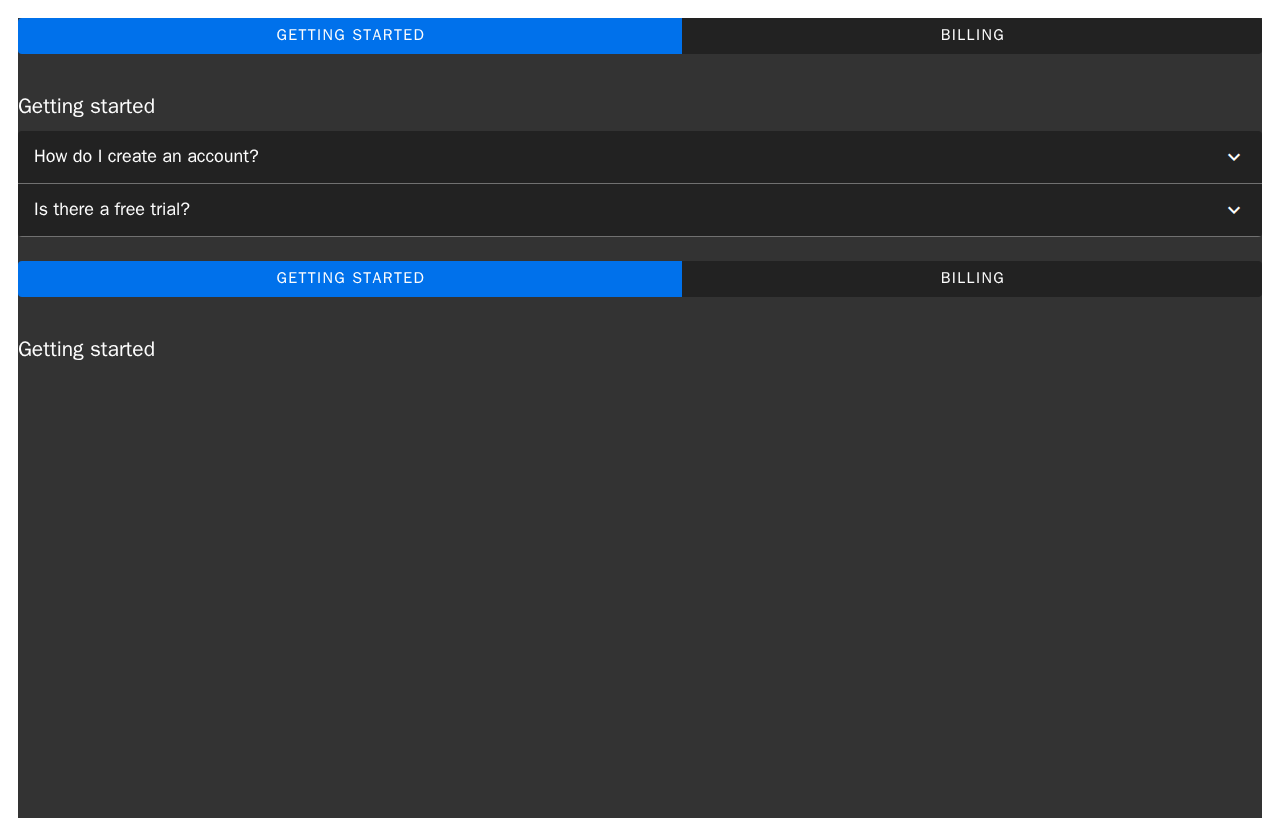 GETTING STARTED BILLING
Getting started
How do I create an account?
Is there a free trial?
GETTING STARTED BILLING
Getting started